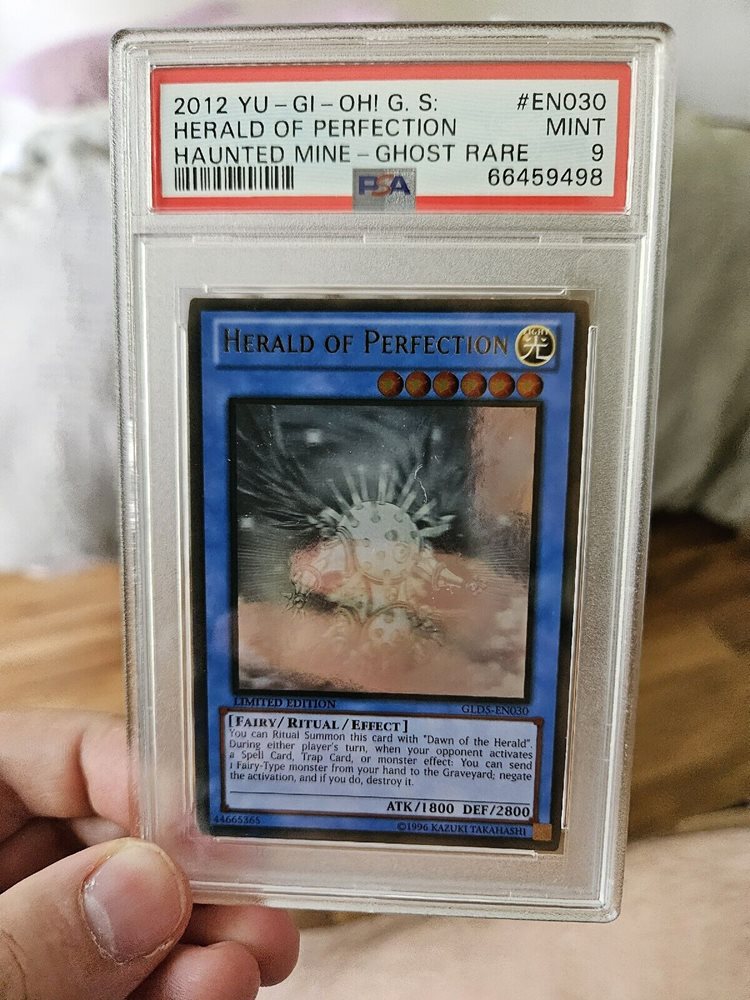 2012 YU-GI-OH! G. S: #EN030
HERALD OF PERFECTION MINT
HAUNTED MINE-GHOST RARE 9
PSA 66459498
HERALD OF PERFECTION
LIGHT
光
LIMITED EDITION GLD5-EN030
[FAIRY/RITUAL/EFFECT]
You can Ritual Summon this card with "Dawn of the Herald".
During either player's turn, when your opponent activates
a Spell Card, Trap Card, or monster effect: You can send
1 Fairy-Type monster from your hand to the Graveyard; negate
the activation, and if you do, destroy it.
ATK/1800 DEF/2800
44665365 ©1996 KAZUKI TAKAHASHI